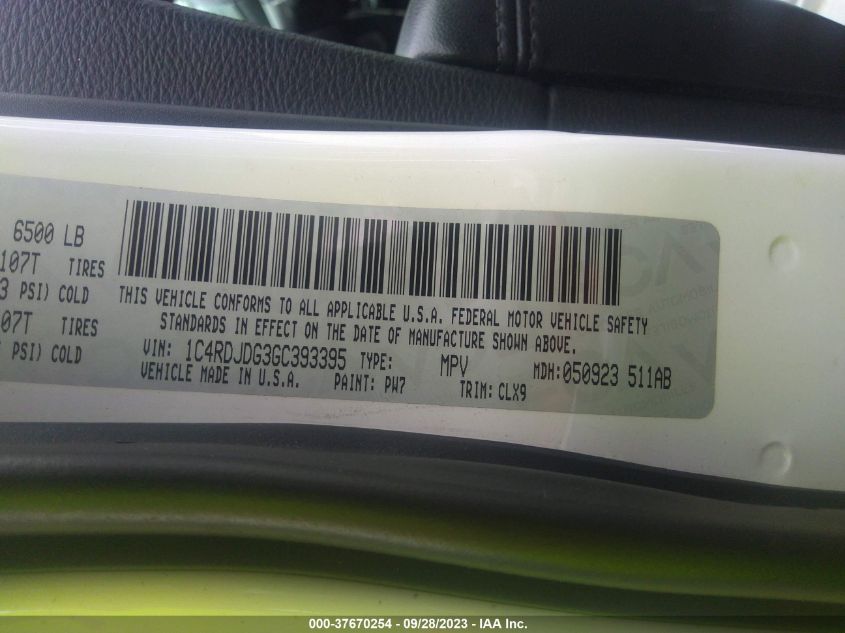 6500 LB
107T TIRES
3 PSI) COLD
07T TIRES
PSI) COLD
THIS VEHICLE CONFORMS TO ALL APPLICABLE U.S.A. FEDERAL MOTOR VEHICLE SAFETY
STANDARDS IN EFFECT ON THE DATE OF MANUFACTURE SHOWN ABOVE.
VIN: 1C4RDJDG3GC393395 TYPE: MPV MDH:050923 511AB
VEHICLE MADE IN U.S.A. PAINT: PW7 TRIM: CLX9
000-37670254 - 09/28/2023 - IAA Inc.